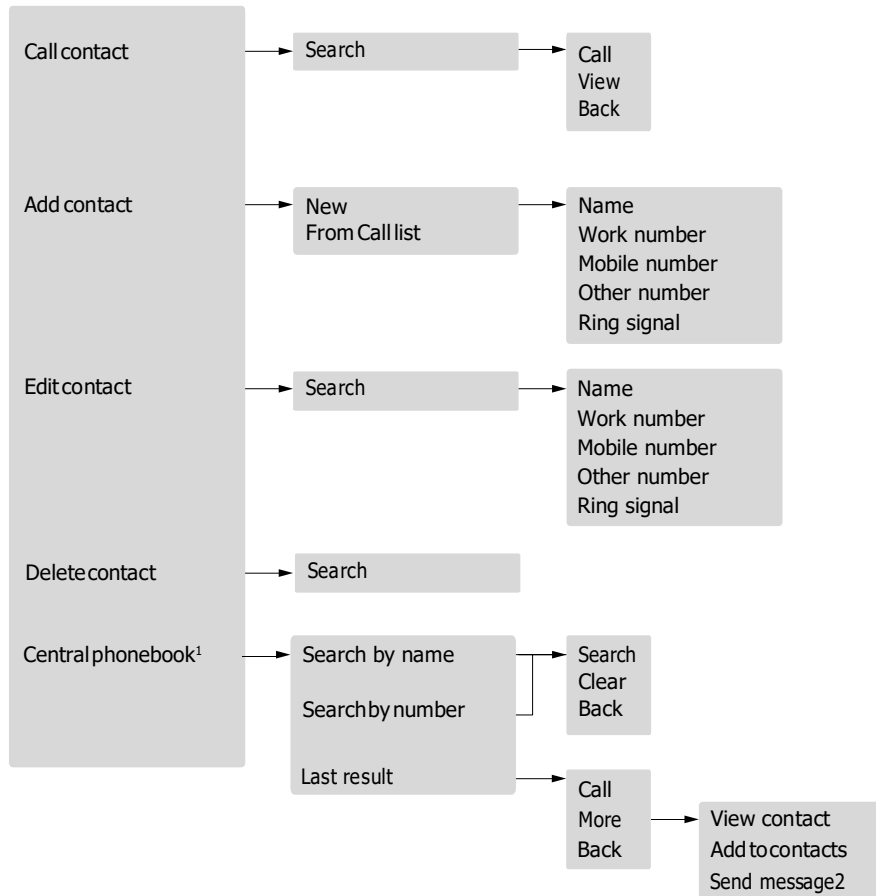 Call contact
Search
Call
View
Back
Add contact
New
From Call list
Name
Work number
Mobile number
Other number
Ring signal
Edit contact
Search
Name
Work number
Mobile number
Other number
Ring signal
Delete contact
Search
Central phonebook¹
Search by name
Search by number
Last result
Search
Clear
Back
Call
More
Back
View contact
Add to contacts
Send message2